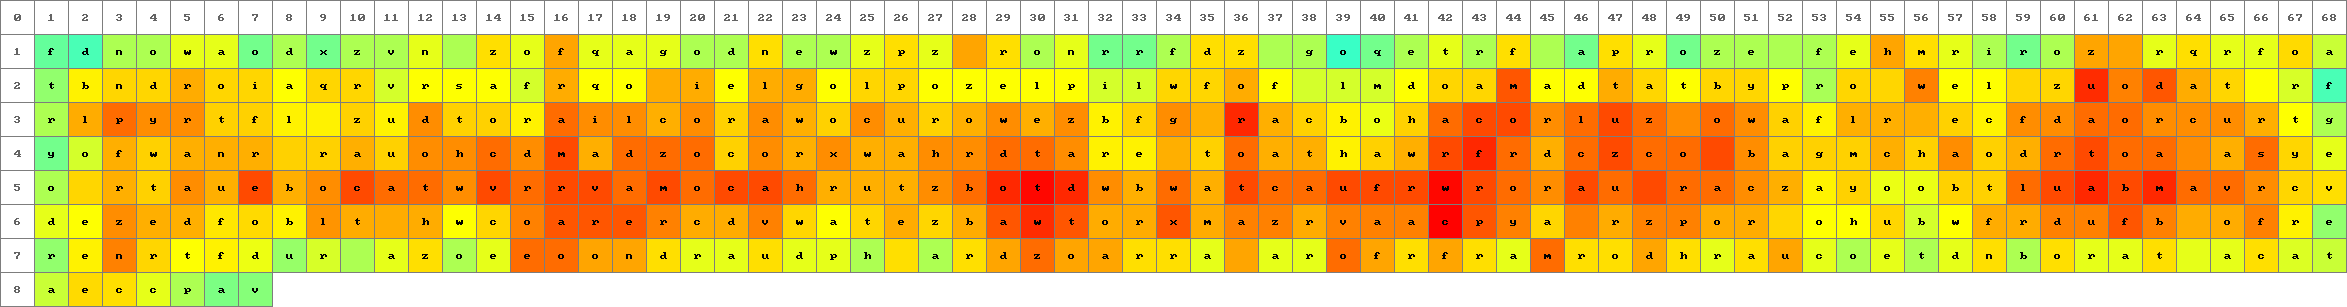 0 1 2 3 4 5 6 7 8 9 10 11 12 13 14 15 16 17 18 19 20 21 22 23 24 25 26 27 28 29 30 31 32 33 34 35 36 37 38 39 40 41 42 43 44 45 46 47 48 49 50 51 52 53 54 55 56 57 58 59 60 61 62 63 64 65 66 67 68
1 f d n o w a o d x z v n z o f q a g o d n e w z p z r o n r r f d z g o q e t r f a p r o z e f e h m r i r o z r q r f o a
2 t b n d r o i a q r v r s a f r q o i e l g o l p o z e l p i l w f o f l m d o a m a d t a t b y p r o w e l z u o d a t r f
3 r l p y r t f l z u d t o r a i l c o r a w o c u r o w e z b f g r a c b o h a c o r l u z o w a f l r e c f d a o r c u r t g
4 y o f w a n r r a u o h c d m a d z o c o r x w a h r d t a r e t o a t h a w r f r d c z c o b a g m c h a o d r t o a a s y e
5 o r t a u e b o c a t w v r r v a m o c a h r u t z b o t d w b w a t c a u f r w r o r a u r a c z a y o o b t l u a b m a v r c v
6 d e z e d f o b l t h w c o a r e r c d v w a t e z b a w t o r x m a z r v a a c p y a r z p o r o h u b w f r d u f b o f r e
7 r e n r t f d u r a z o e e o o n d r a u d p h a r d z o a r r a a r o f r f r a m r o d h r a u c o e t d n b o r a t a c a t
8 a e c c p a v